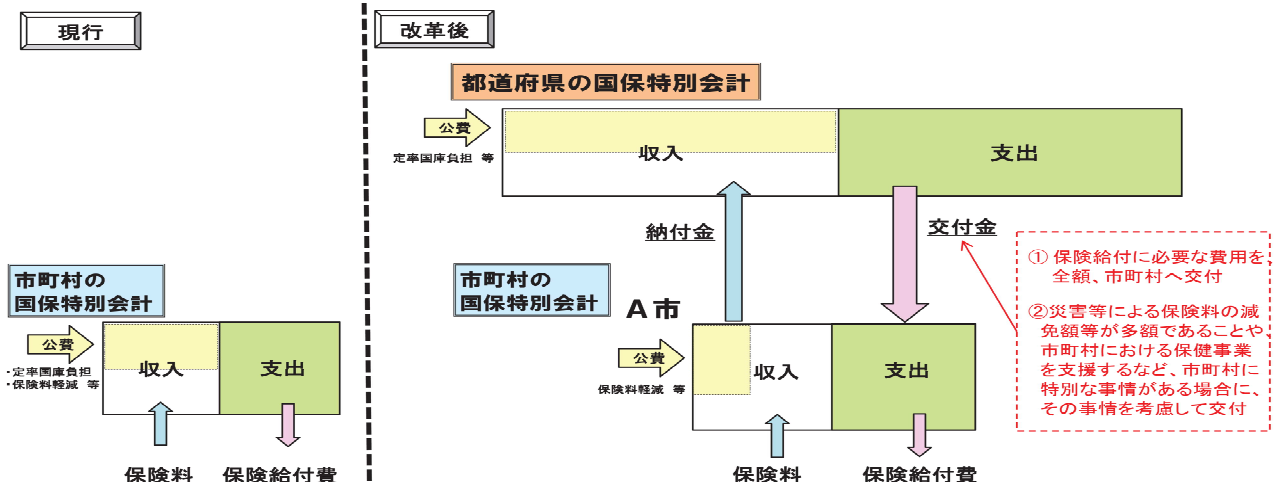 現行
市町村の
国保特別会計
公費
・定率国庫負担
・保険料軽減 等
収入
支出
保険料
保険給付費
改革後
都道府県の国保特別会計
公費
定率国庫負担 等
収入
支出
納付金
交付金
市町村の
国保特別会計
A市
公費
保険料軽減 等
収入
支出
保険料
保険給付費
① 保険給付に必要な費用を、
全額、市町村へ交付
②災害等による保険料の減
免額等が多額であることや、
市町村における保健事業
を支援するなど、市町村に
特別な事情がある場合に、
その事情を考慮して交付